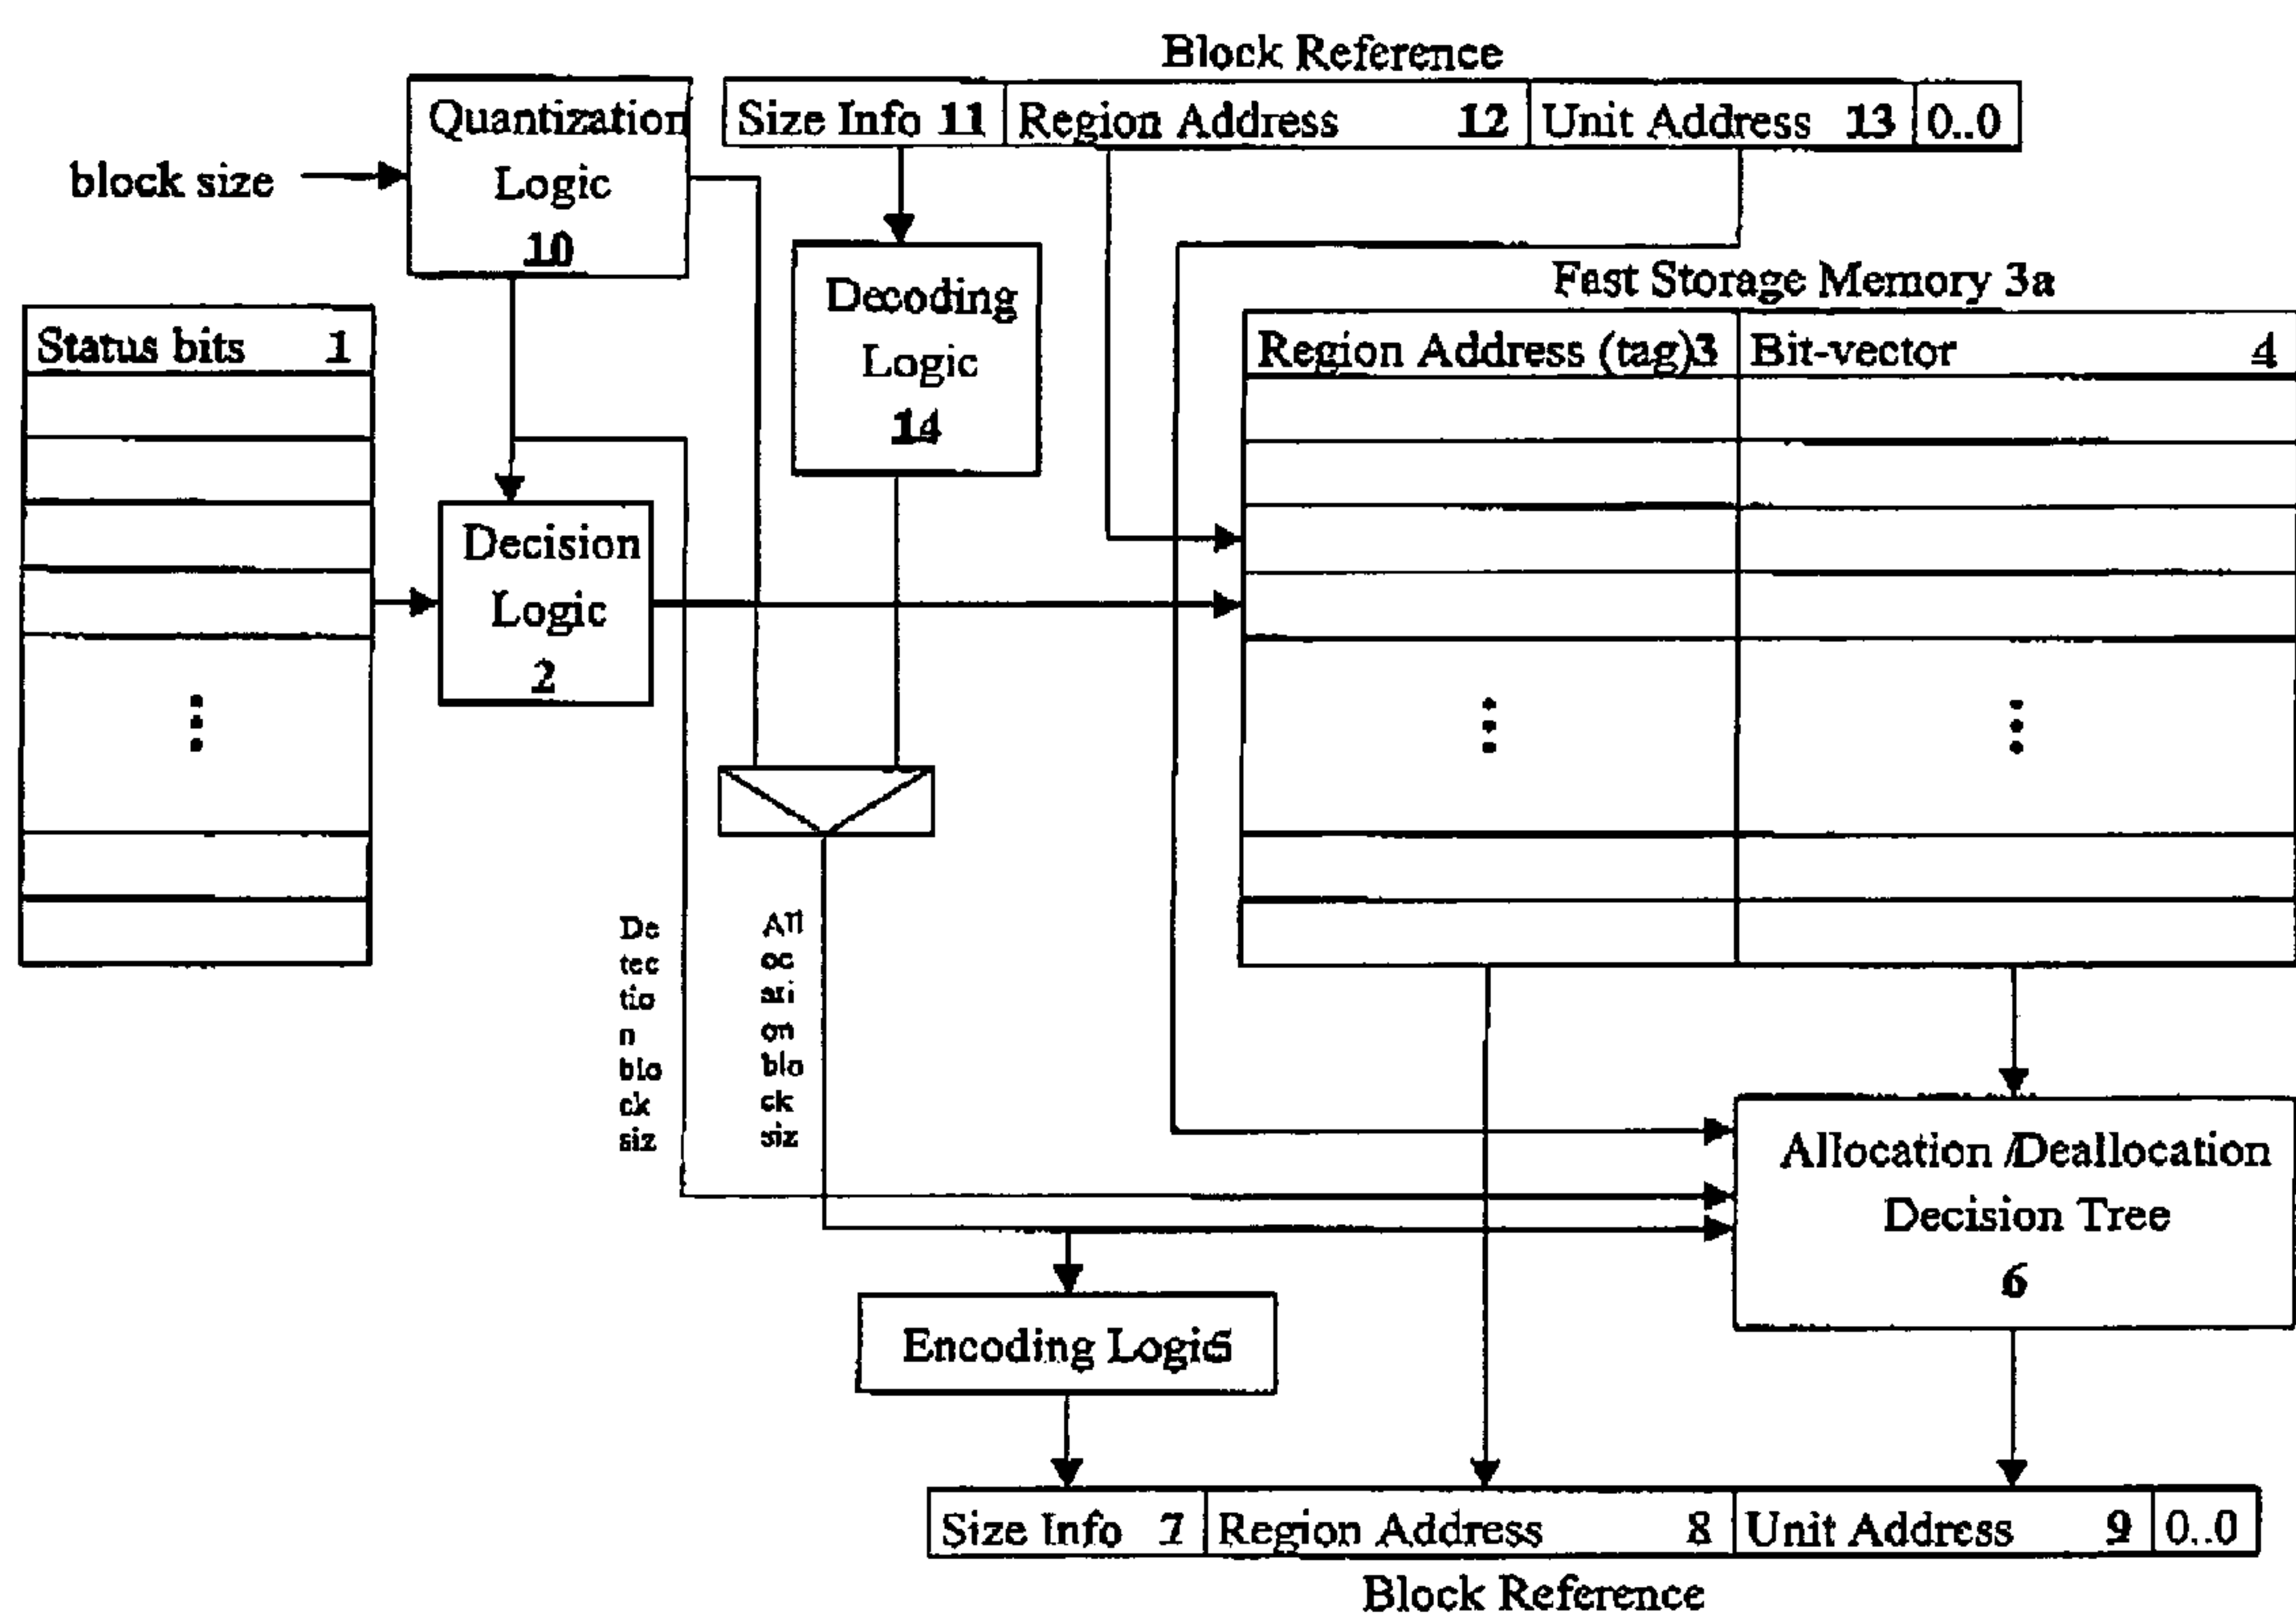 Block Reference
Size Info 11 Region Address 12 Unit Address 13 0..0
Quantization
Logic
10
block size
Decoding
Logic
14
Fast Storage Memory 3a
Status bits 1
Region Address (tag)3 Bit-vector 4
Decision
Logic
2
De
tec
tio
n
blo
ck
siz
All
oc
ati
on
blo
ck
siz
Allocation /Deallocation
Decision Tree
6
Encoding Logic5
Size Info 7 Region Address 8 Unit Address 9 0..0
Block Reference